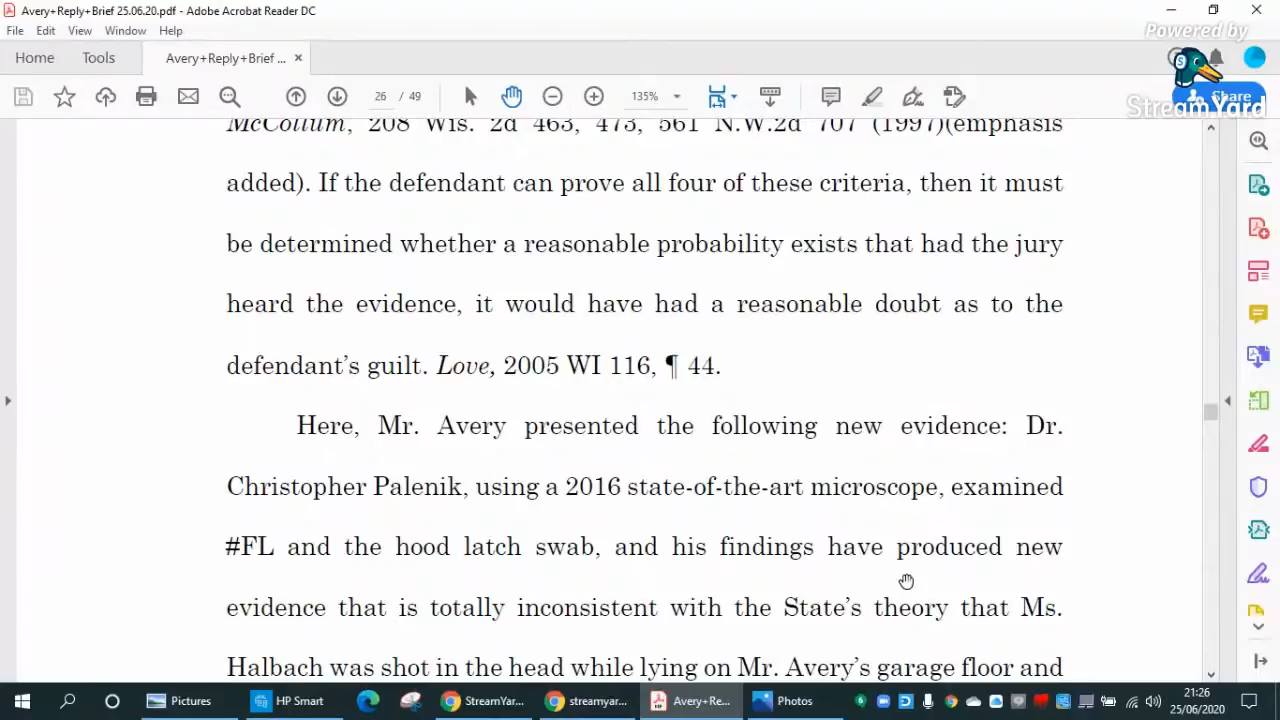 Avery+Reply+Brief 25.06.20.pdf - Adobe Acrobat Reader DC
File Edit View Window Help
Powered by
StreamYard
Home Tools Avery+Reply+Brief ... ×
26 / 49 135% Share
McCollum, 208 Wis. 2d 463, 473, 561 N.W.2d 707 (1997)(emphasis
added). If the defendant can prove all four of these criteria, then it must
be determined whether a reasonable probability exists that had the jury
heard the evidence, it would have had a reasonable doubt as to the
defendant's guilt. Love, 2005 WI 116, ¶ 44.
Here, Mr. Avery presented the following new evidence: Dr.
Christopher Palenik, using a 2016 state-of-the-art microscope, examined
#FL and the hood latch swab, and his findings have produced new
evidence that is totally inconsistent with the State's theory that Ms.
Halbach was shot in the head while lying on Mr. Avery's garage floor and
Pictures HP Smart StreamYar... streamyar... Avery+Re... Photos
21:26
25/06/2020